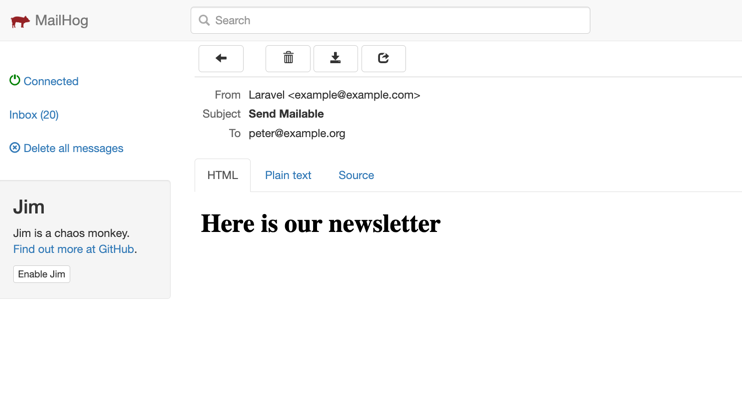 MailHog
Search
Connected
Inbox (20)
Delete all messages
Jim
Jim is a chaos monkey.
Find out more at GitHub.
Enable Jim
From Laravel <example@example.com>
Subject Send Mailable
To peter@example.org
HTML Plain text Source
Here is our newsletter